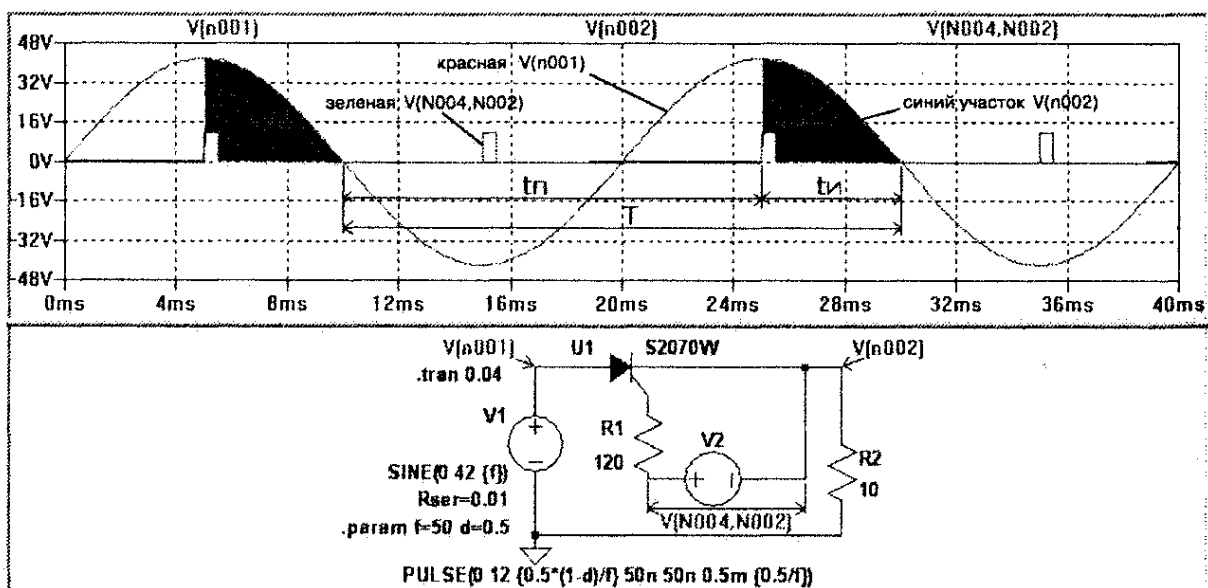 V(n001) V(n002) V(N004,N002)
48V
32V
16V
0V
-16V
-32V
-48V
красная V(n001)
зеленая V(N004,N002)
синий участок V(n002)
tп tи
T
0ms 4ms 8ms 12ms 16ms 20ms 24ms 28ms 32ms 36ms 40ms
V(n001) U1 S2070W V(n002)
.tran 0.04
V1
R1
120
V2
R2
10
SINE(0 42 {f})
Rser=0.01
.param f=50 d=0.5
V(N004,N002)
PULSE(0 12 {0.5*(1-d)/f} 50n 50n 0.5m {0.5/f})